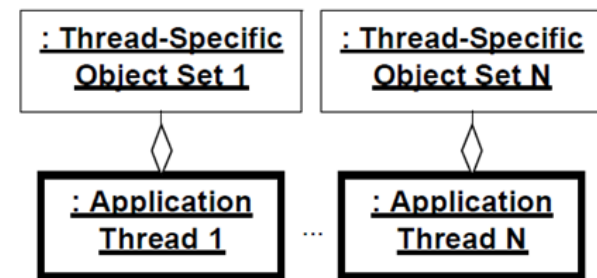 : Thread-Specific
Object Set 1
: Thread-Specific
Object Set N
: Application
Thread 1
...
: Application
Thread N